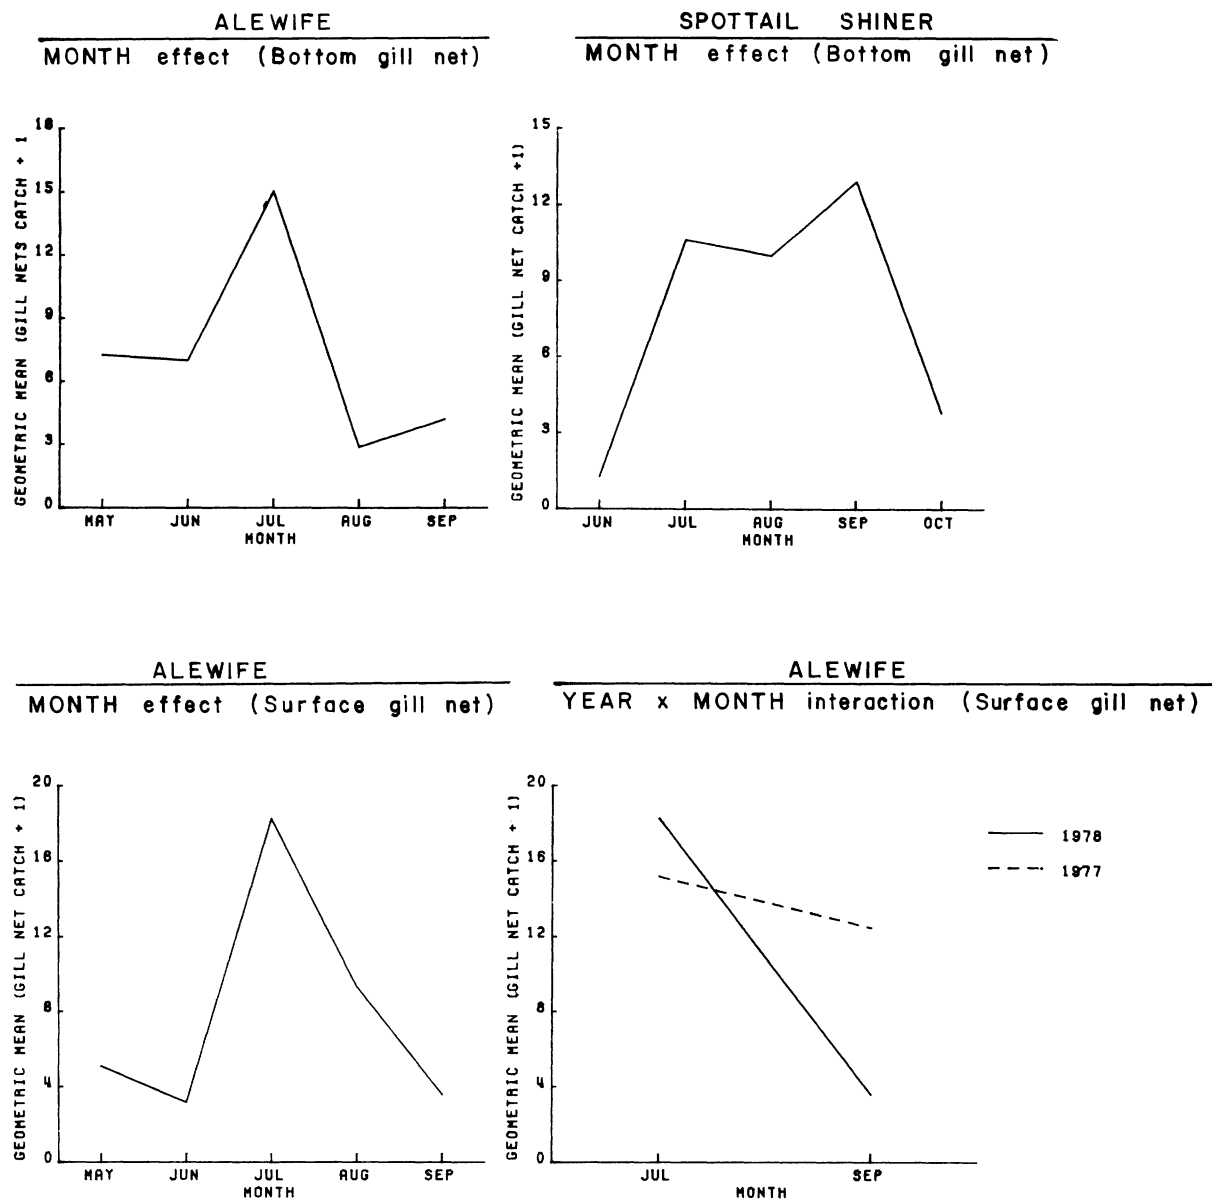 ALEWIFE
MONTH effect (Bottom gill net)
GEOMETRIC MEAN (GILL NETS CATCH + 1
18
15
12
9
6
3
0
MAY JUN JUL AUG SEP
MONTH
SPOTTAIL SHINER
MONTH effect (Bottom gill net)
GEOMETRIC MEAN (GILL NET CATCH +1)
15
12
9
6
3
0
JUN JUL AUG SEP OCT
MONTH
ALEWIFE
MONTH effect (Surface gill net)
GEOMETRIC MEAN (GILL NET CATCH + 1)
20
16
12
8
4
0
MAY JUN JUL AUG SEP
MONTH
ALEWIFE
YEAR x MONTH interaction (Surface gill net)
GEOMETRIC MEAN (GILL NET CATCH + 1)
20
16
12
8
4
0
JUL SEP
MONTH
1978
1977